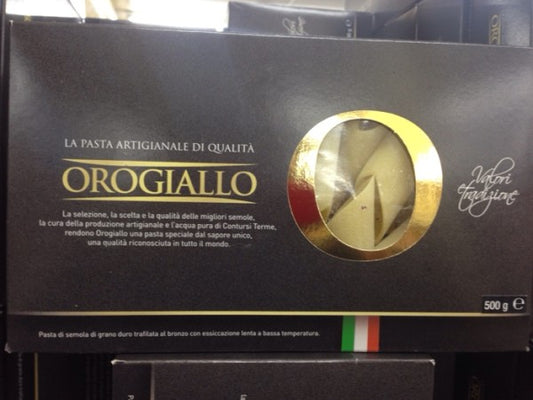 LA PASTA ARTIGIANALE DI QUALITÀ
OROGIALLO
La selezione, la scelta e la qualità delle migliori semole,
la cura della produzione artigianale e l'acqua pura di Contursi Terme,
rendono Orogiallo una pasta speciale dal sapore unico,
una qualità riconosciuta in tutto il mondo.
Valori
e tradizione
500 g e
Pasta di semola di grano duro trafilata al bronzo con essiccazione lenta a bassa temperatura.